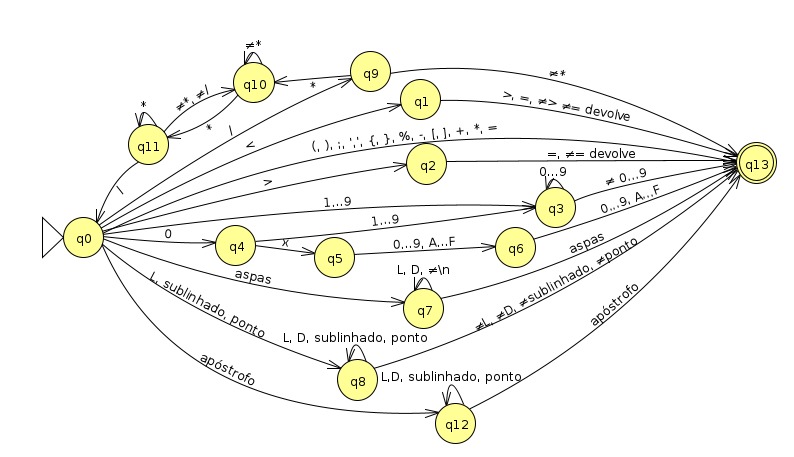 ≠*
≠*
q9
q10
*
≠*, ≠/
*
q1
>, =, ≠> ≠= devolve
*
/
q11
<
(, ), ;, ',', {, }, %, -, [, ], +, *, =
q2
=, ≠= devolve
q13
/
>
0...9
≠ 0...9
1...9
q3
0...9, A...F
q0
0
q4
1...9
x
q5
0...9, A...F
q6
aspas
aspas
L, D, ≠\n
q7
L, sublinhado, ponto
≠L, ≠D, ≠sublinhado, ≠ponto
L, D, sublinhado, ponto
q8
apóstrofo
apóstrofo
L,D, sublinhado, ponto
q12